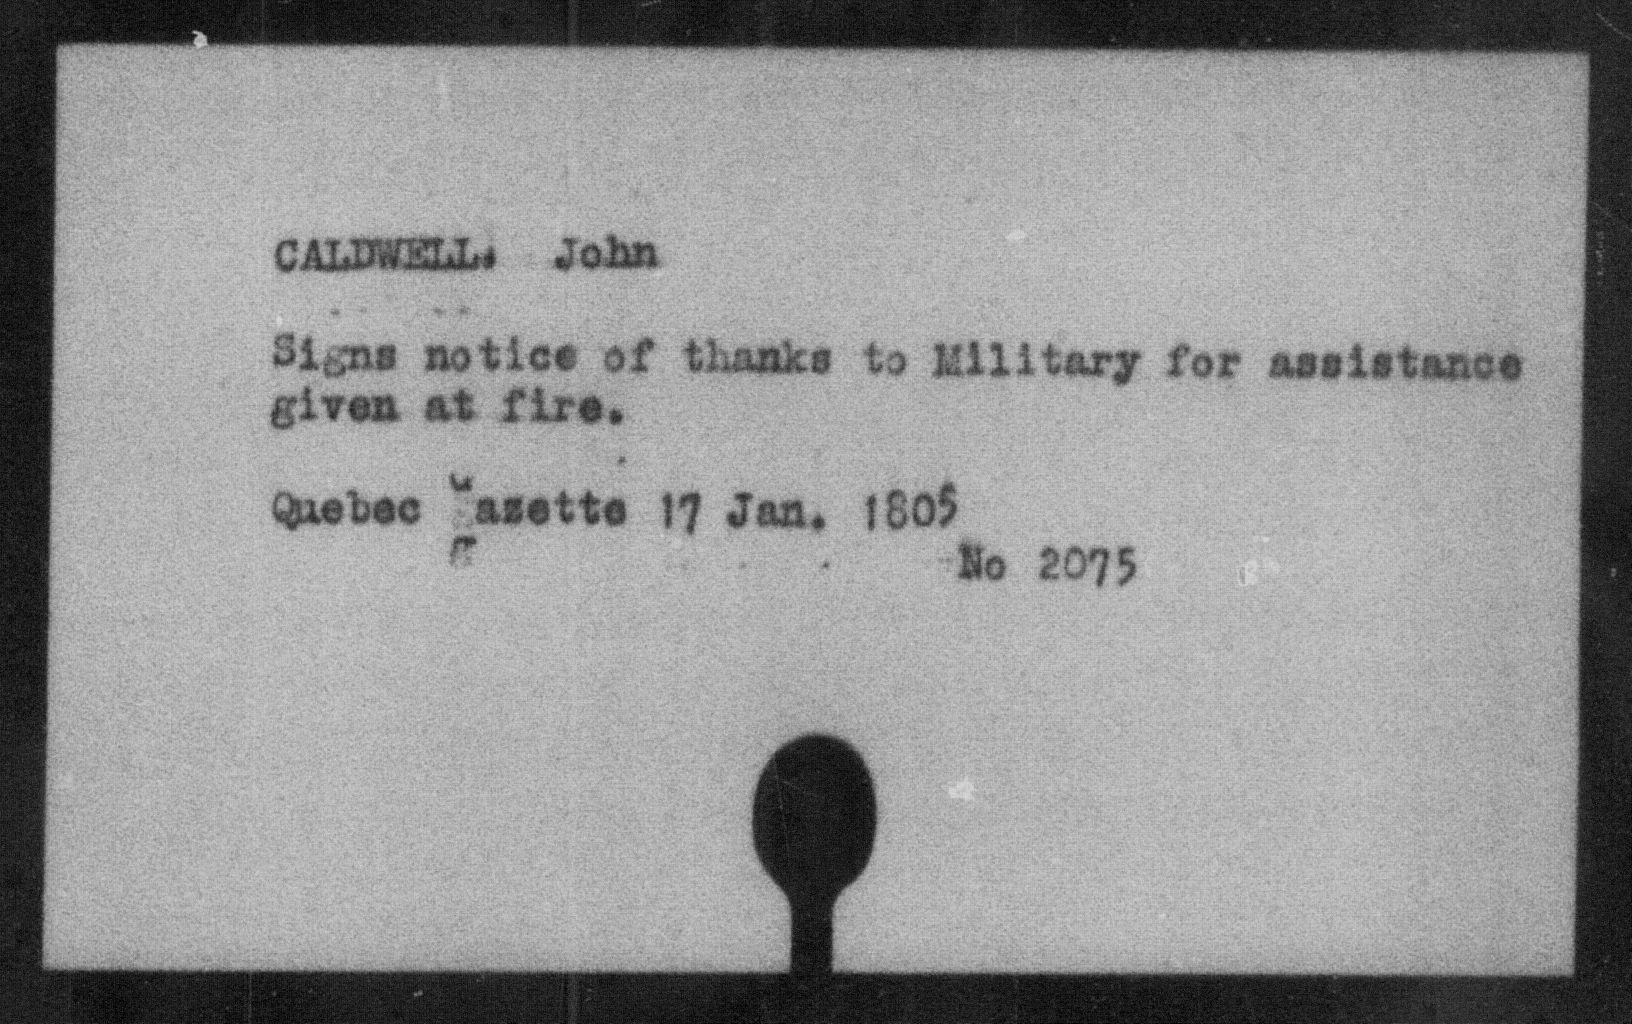 CALDWELL. John
Signs notice of thanks to Military for assistance
given at fire.
Quebec Gazette 17 Jan. 1805
No 2075